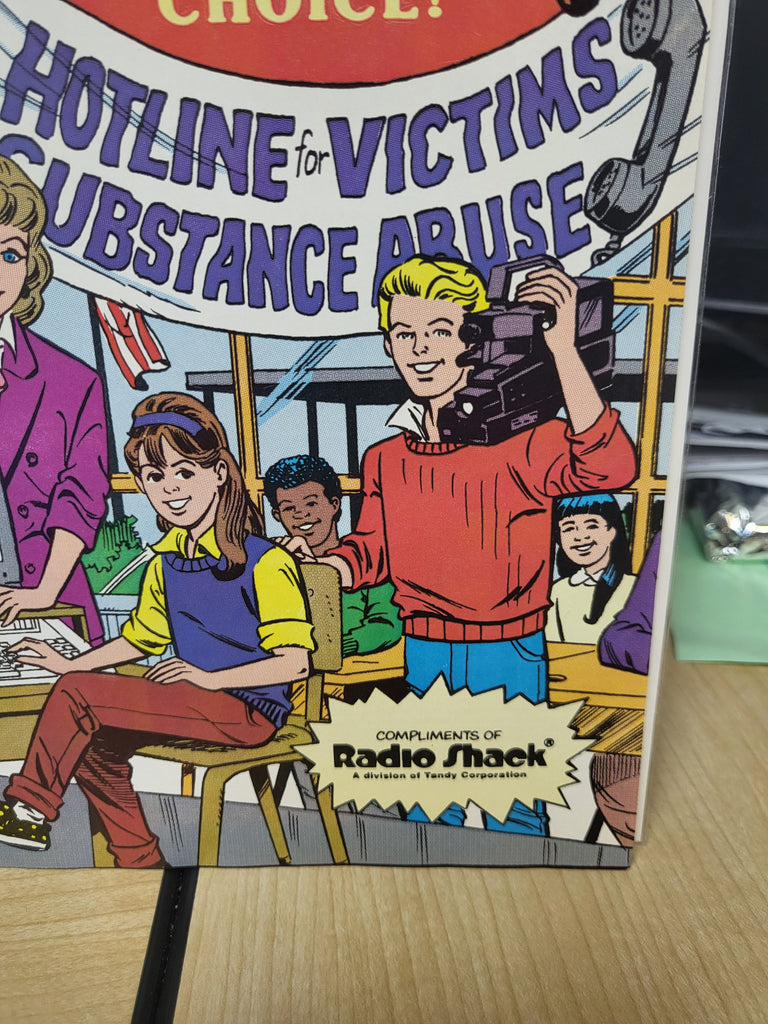 CHOICE!
HOTLINE for VICTIMS
SUBSTANCE ABUSE
COMPLIMENTS OF
Radio Shack®
A division of Tandy Corporation